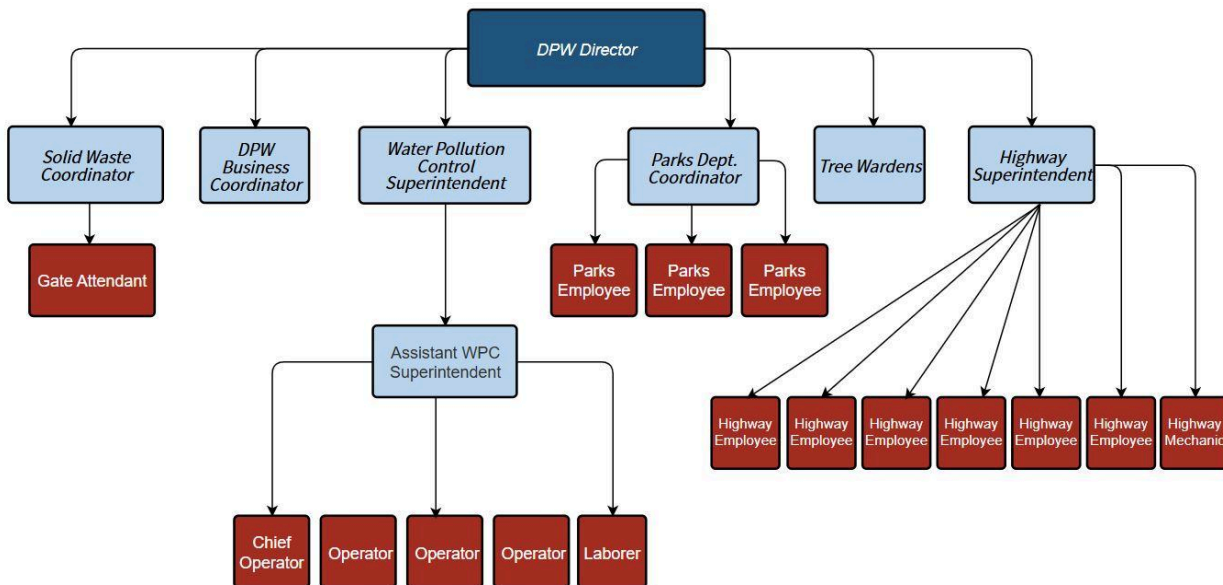 DPW Director
Solid Waste
Coordinator
DPW
Business
Coordinator
Water Pollution
Control
Superintendent
Parks Dept.
Coordinator
Tree Wardens
Highway
Superintendent
Gate Attendant
Parks
Employee
Parks
Employee
Parks
Employee
Assistant WPC
Superintendent
Highway
Employee
Highway
Employee
Highway
Employee
Highway
Employee
Highway
Employee
Highway
Employee
Highway
Mechanic
Chief
Operator
Operator
Operator
Operator
Laborer